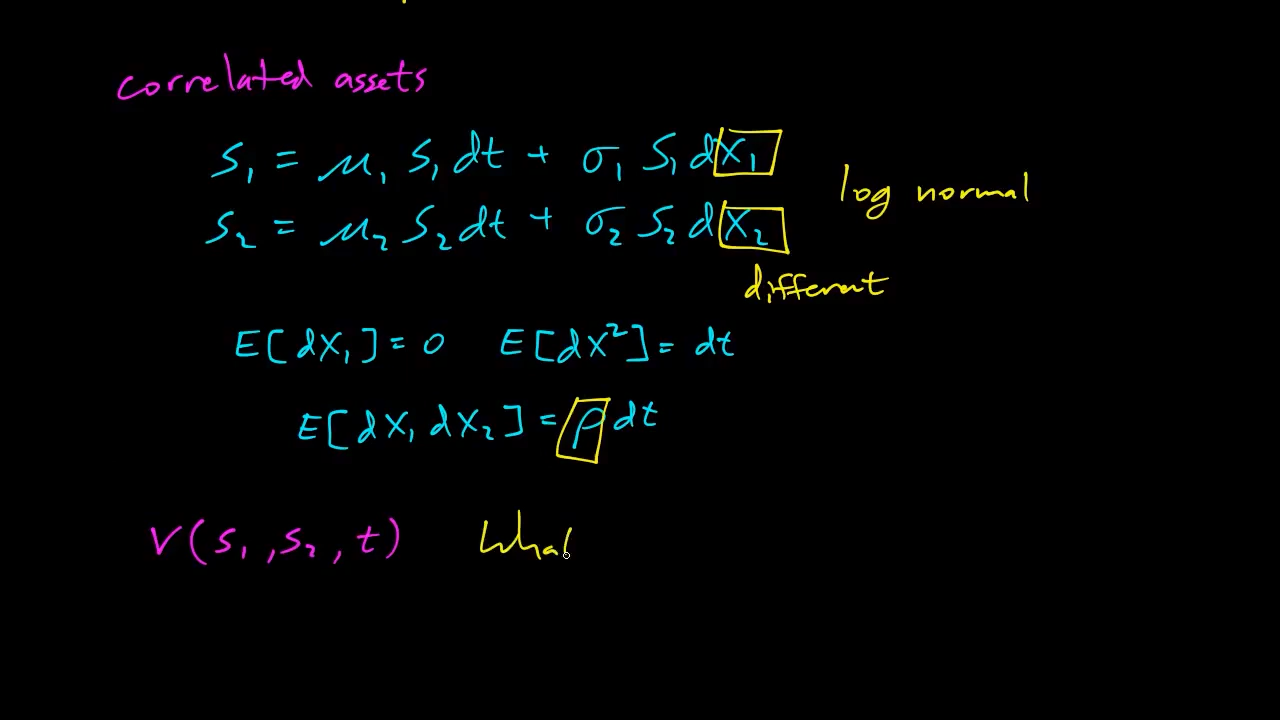 correlated assets
S₁ = μ₁ S₁ dt + σ₁ S₁ dX₁
log normal
S₂ = μ₂ S₂ dt + σ₂ S₂ dX₂
different
E[dX₁] = 0 E[dX²] = dt
E[dX₁ dX₂] = ρ dt
V(S₁, S₂, t) Wha